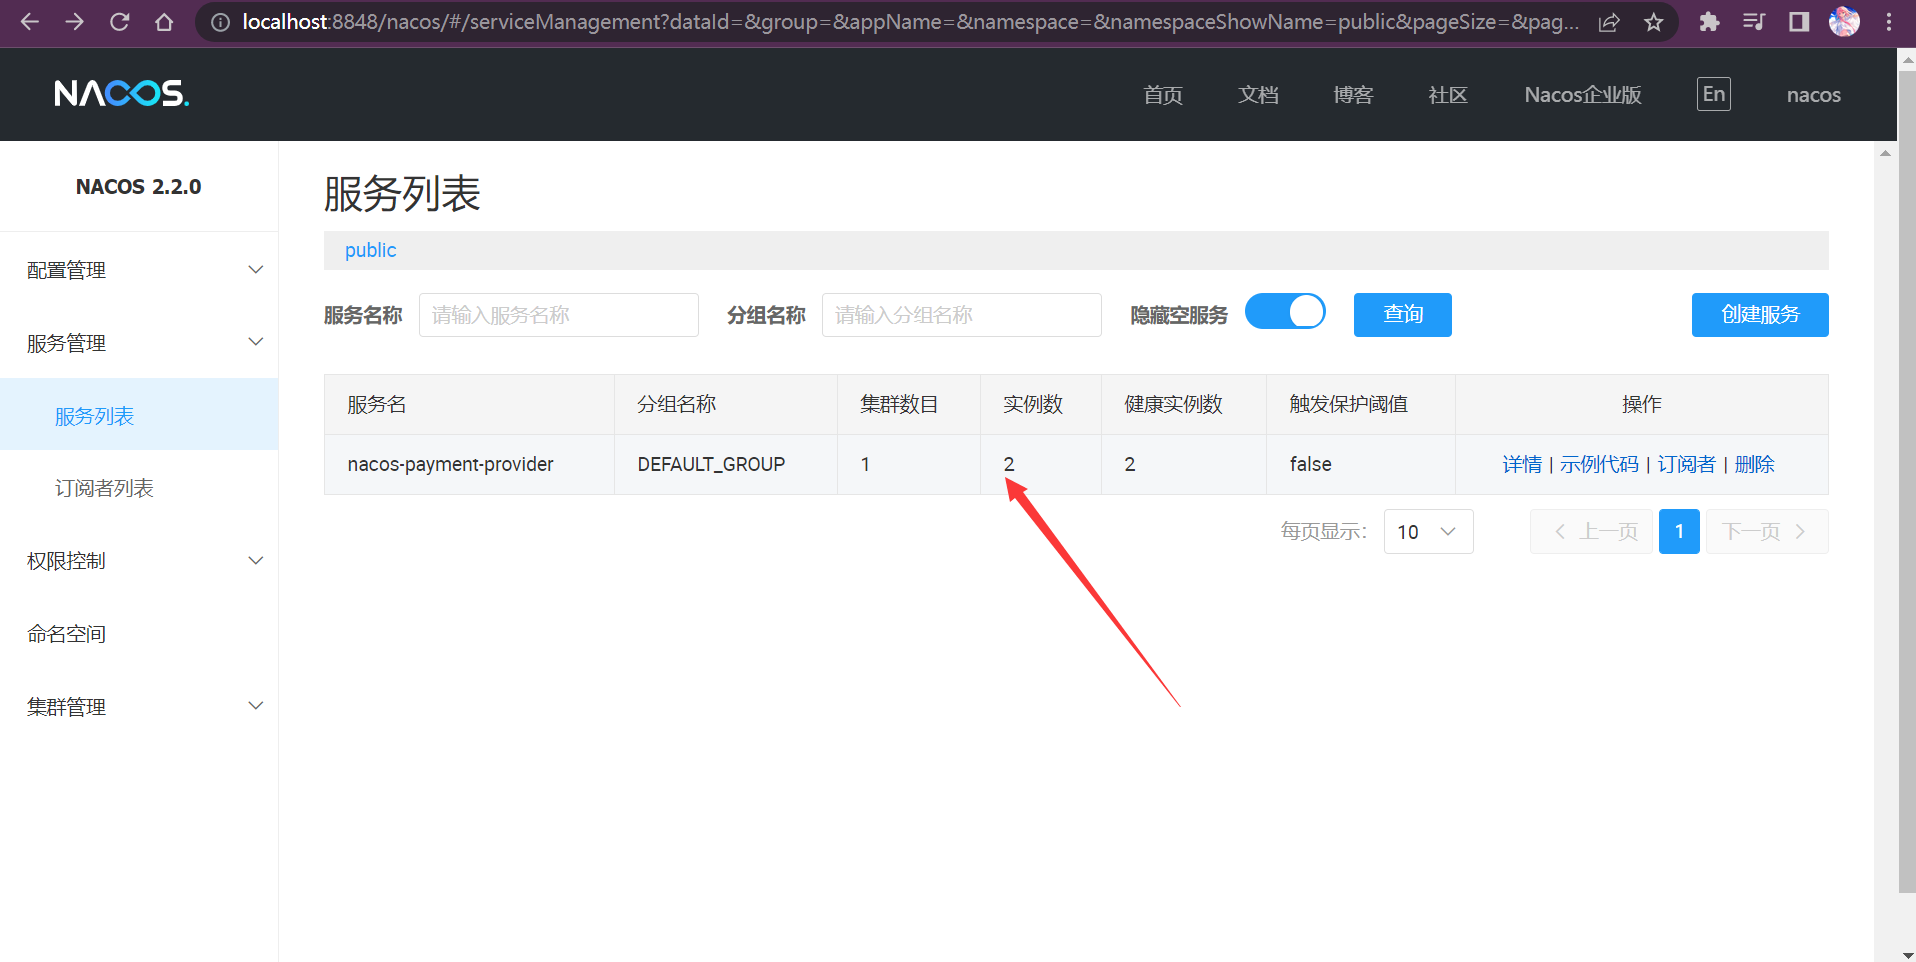 localhost:8848/nacos/#/serviceManagement?dataId=&group=&appName=&namespace=&namespaceShowName=public&pageSize=&pag...
NACOS.
首页 文档 博客 社区 Nacos企业版 En nacos
NACOS 2.2.0
配置管理
服务管理
服务列表
订阅者列表
权限控制
命名空间
集群管理
服务列表
public
服务名称 请输入服务名称 分组名称 请输入分组名称 隐藏空服务 查询 创建服务
服务名 分组名称 集群数目 实例数 健康实例数 触发保护阈值 操作
nacos-payment-provider DEFAULT_GROUP 1 2 2 false 详情 | 示例代码 | 订阅者 | 删除
每页显示: 10 上一页 1 下一页